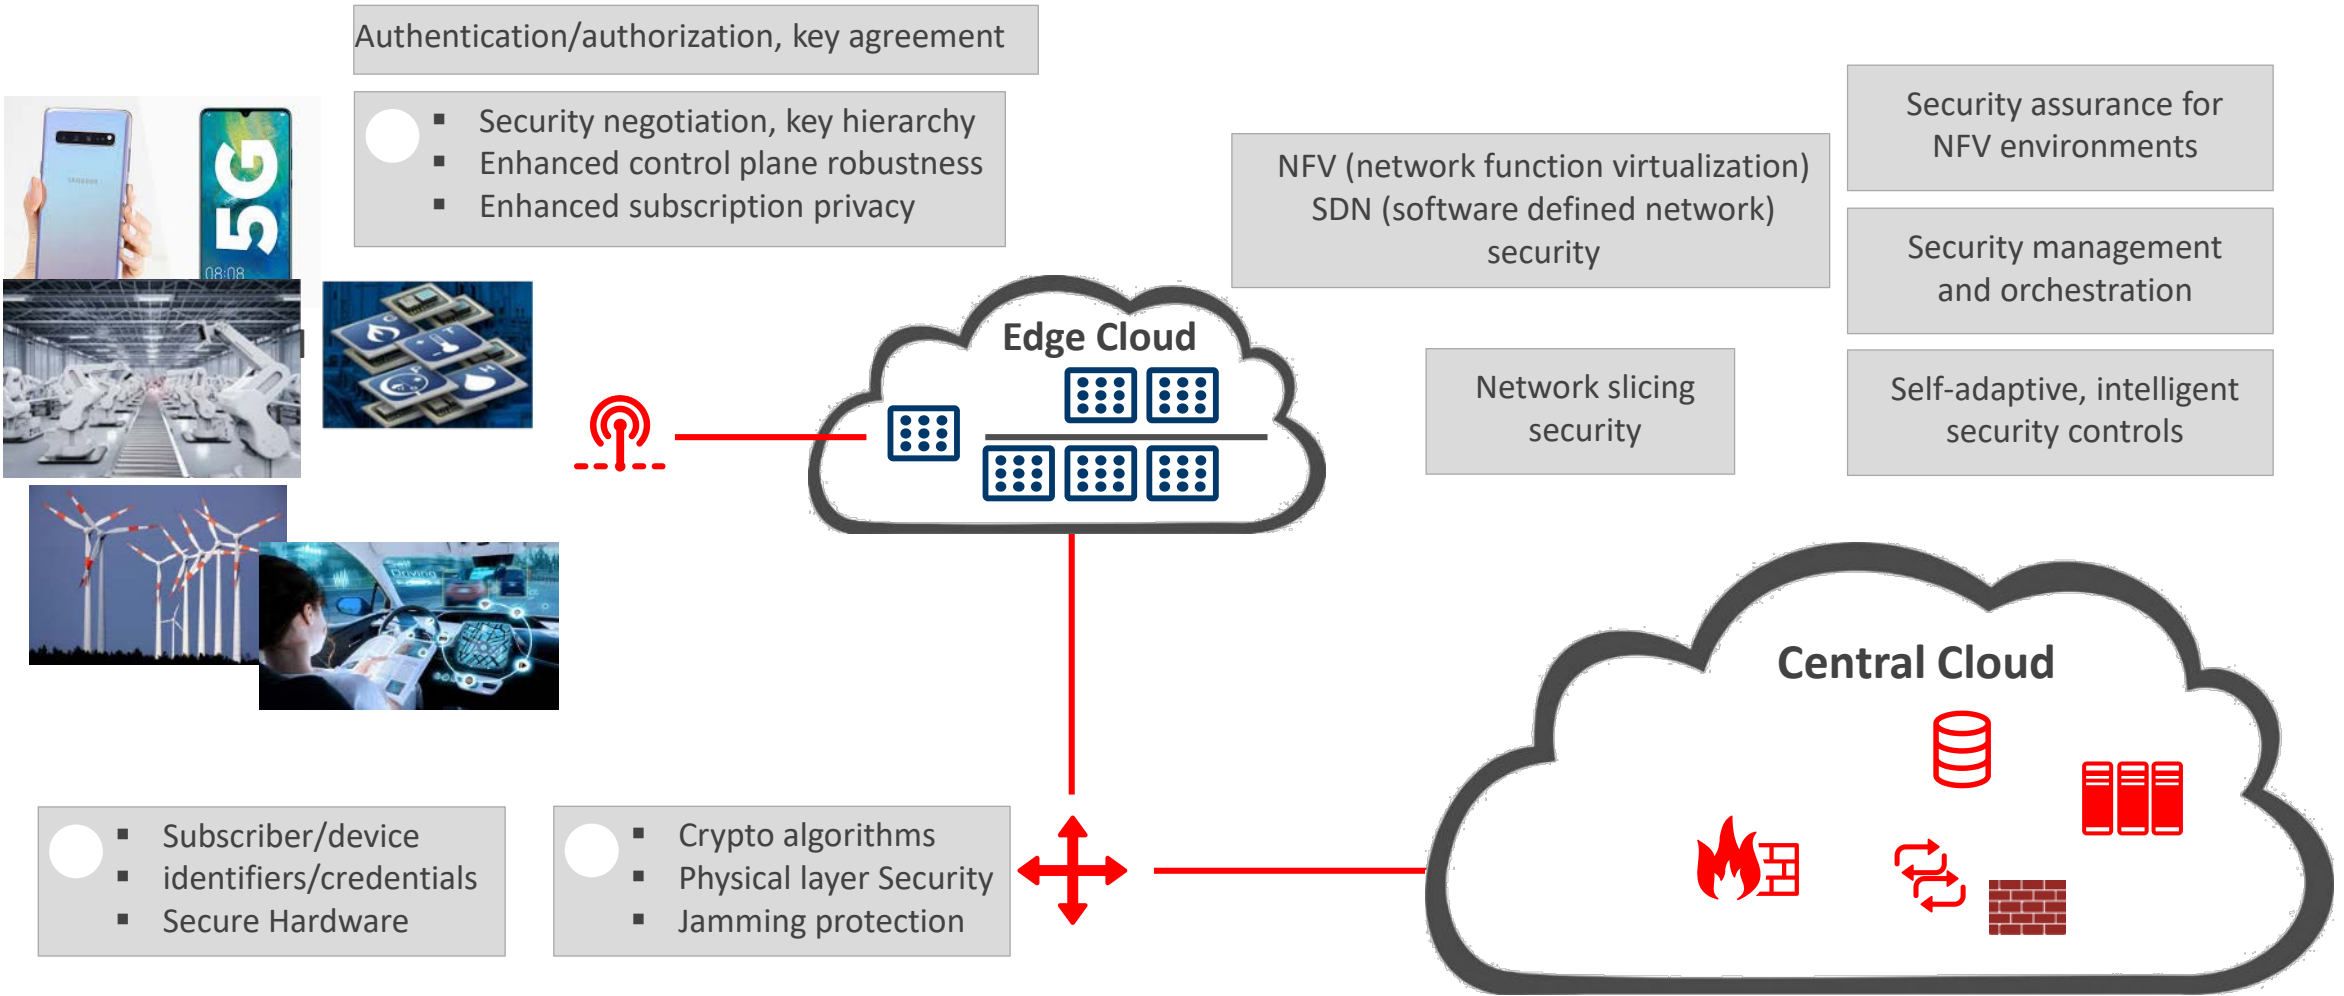 Authentication/authorization, key agreement
▪ Security negotiation, key hierarchy
▪ Enhanced control plane robustness
▪ Enhanced subscription privacy
SAMSUNG
5G
08:08
NFV (network function virtualization)
SDN (software defined network)
security
Security assurance for
NFV environments
Security management
and orchestration
Network slicing
security
Self-adaptive, intelligent
security controls
Edge Cloud
Self
Driving
Central Cloud
▪ Subscriber/device
▪ identifiers/credentials
▪ Secure Hardware
▪ Crypto algorithms
▪ Physical layer Security
▪ Jamming protection